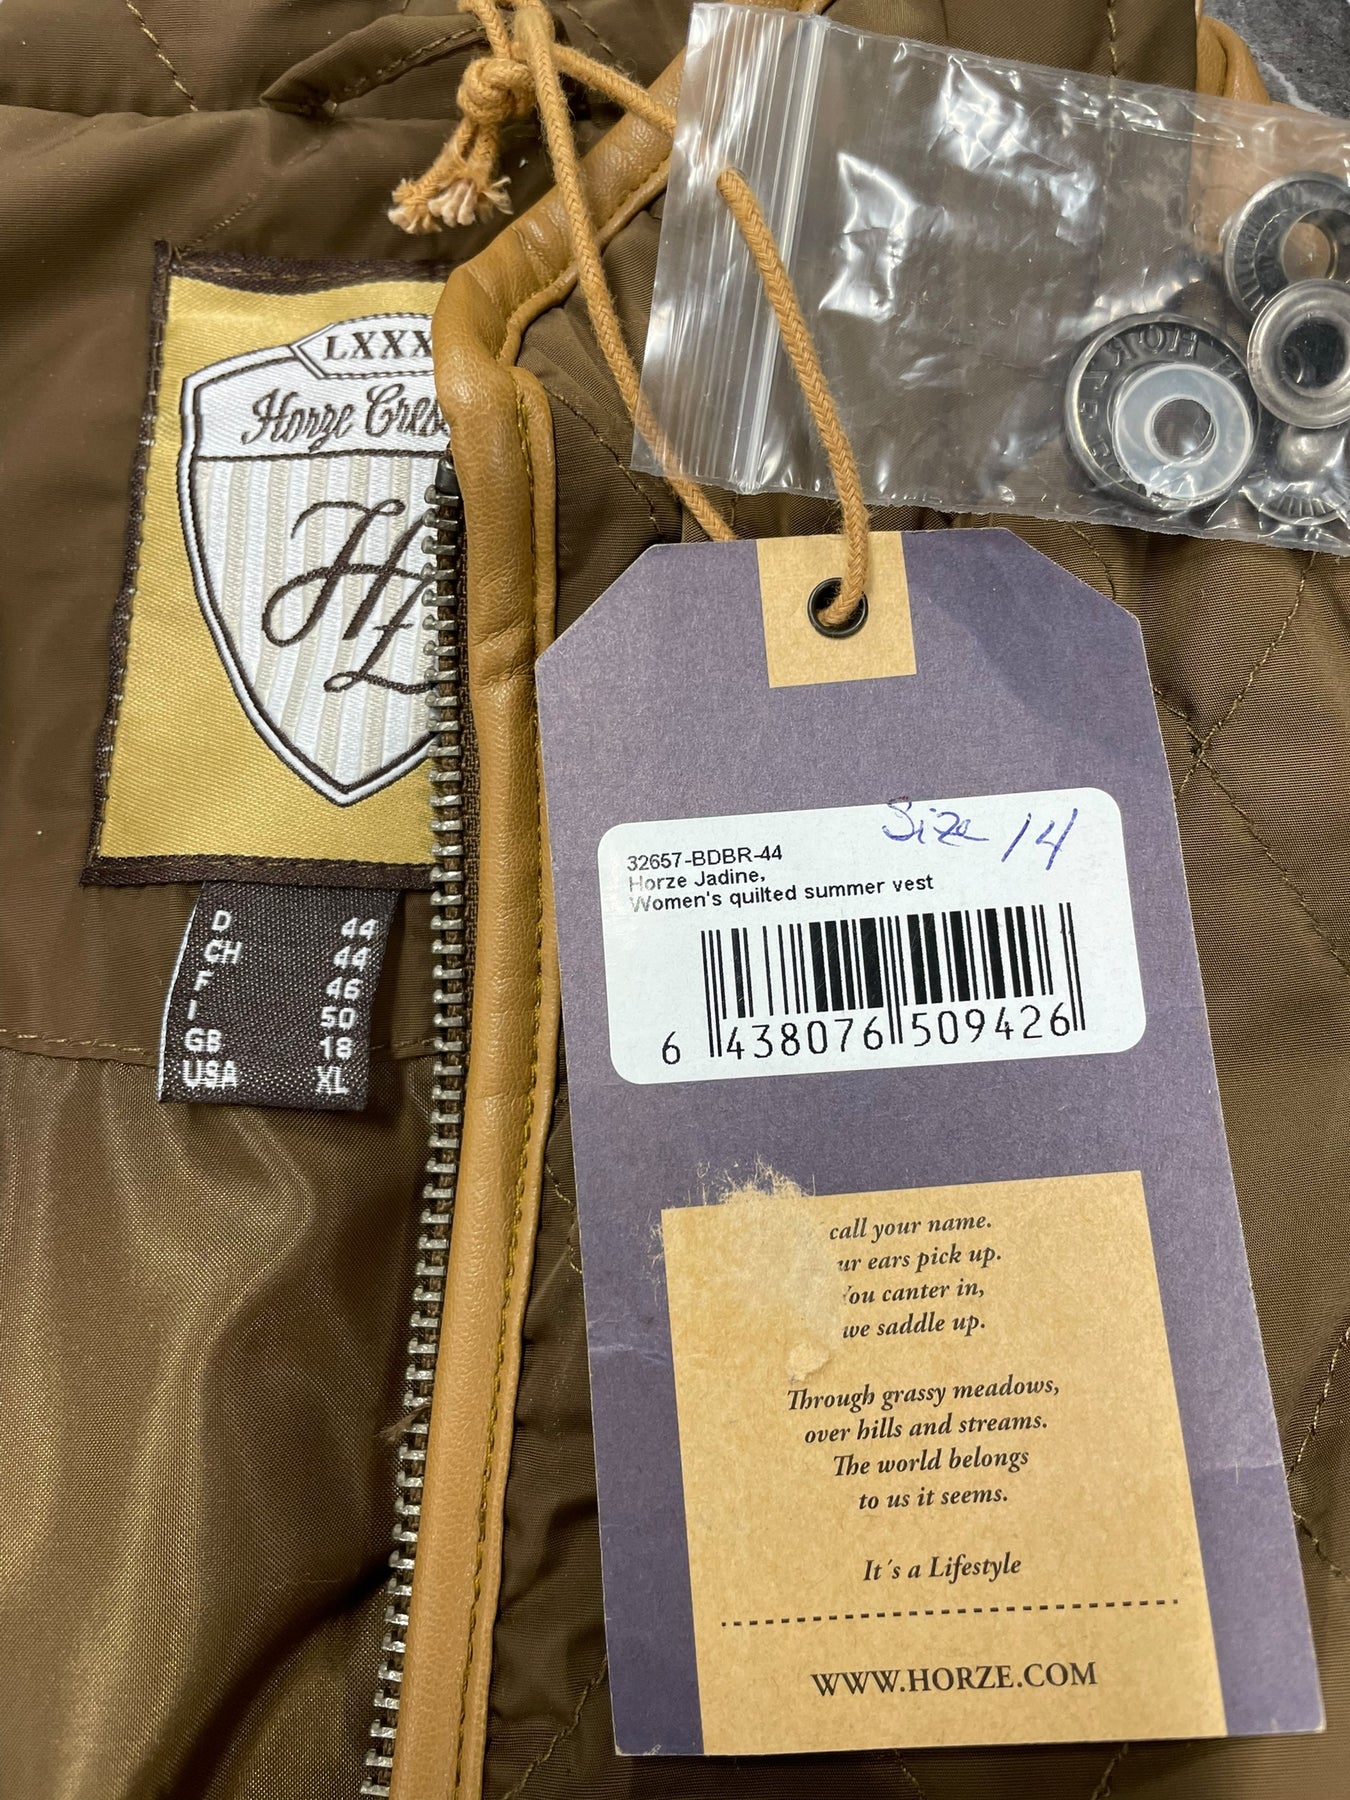 LXXX
Horze Cres
HL
D 44
CH 44
F 46
I 50
GB 18
USA XL
Size 14
32657-BDBR-44
Horze Jadine,
Women's quilted summer vest
6 438076 509426
call your name.
ur ears pick up.
You canter in,
we saddle up.
Through grassy meadows,
over hills and streams.
The world belongs
to us it seems.
It´s a Lifestyle
WWW.HORZE.COM